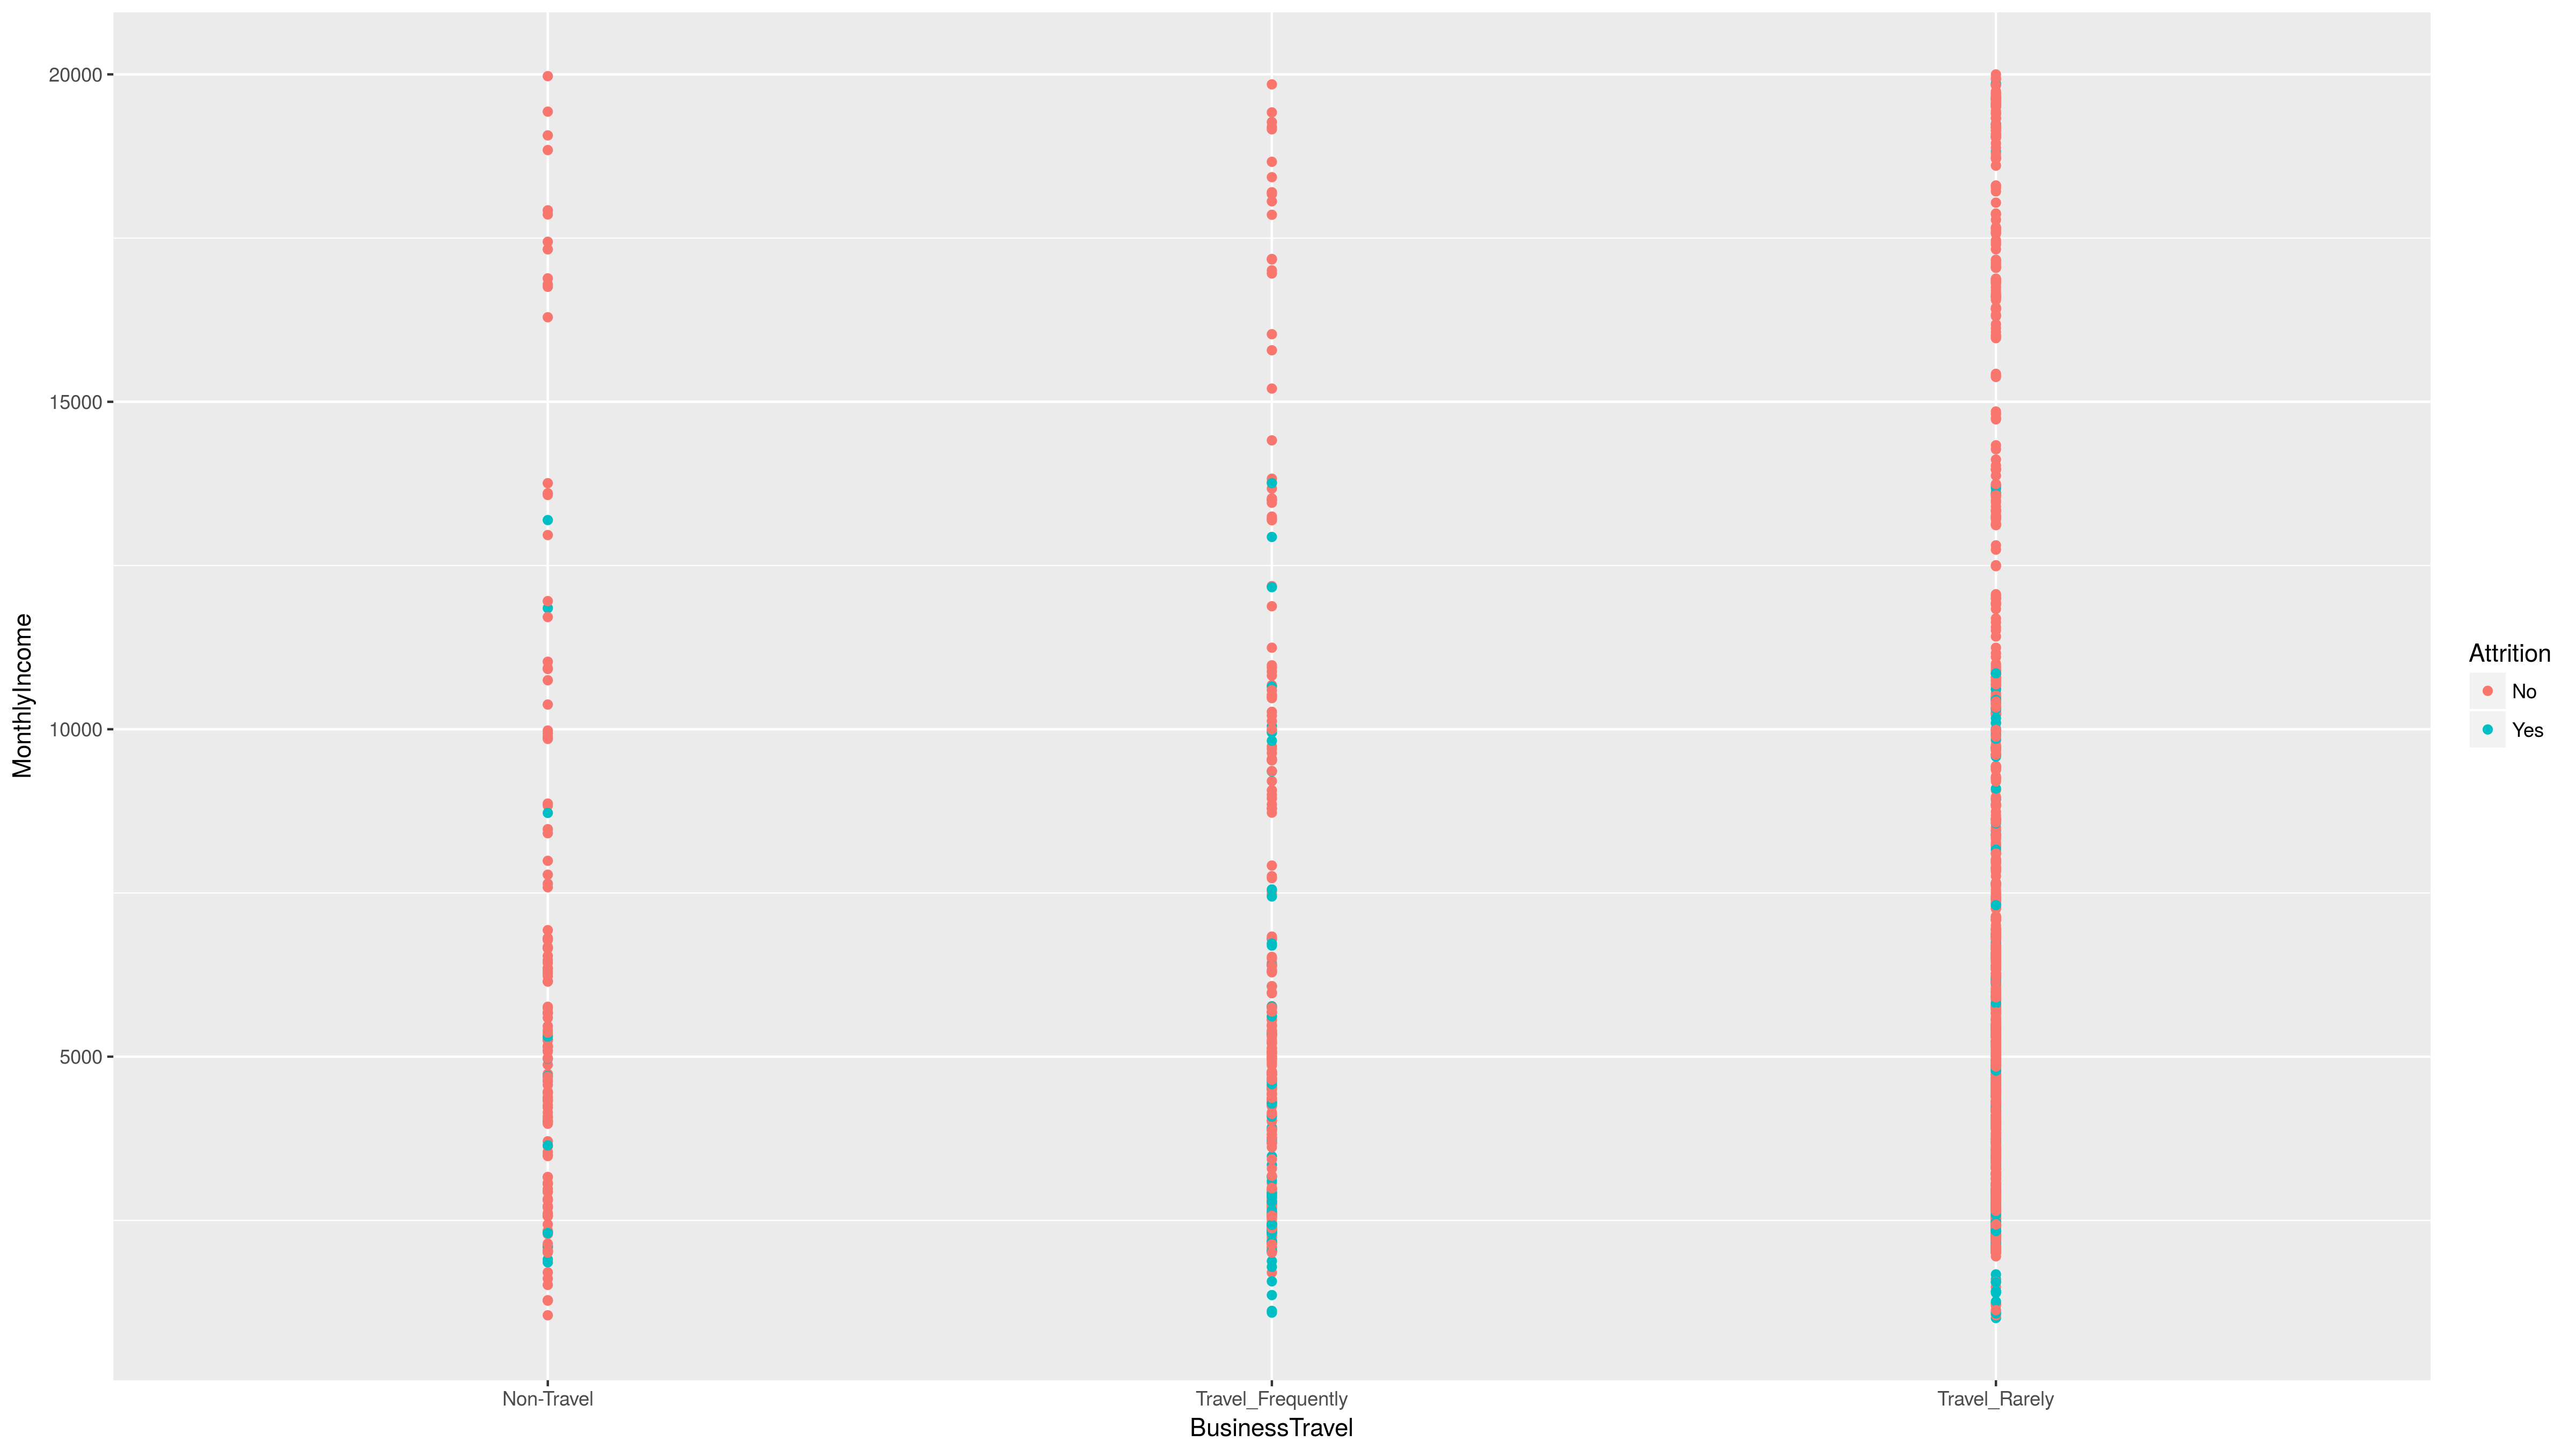 20000
15000
10000
5000
MonthlyIncome
Non-Travel
Travel_Frequently
Travel_Rarely
BusinessTravel
Attrition
No
Yes